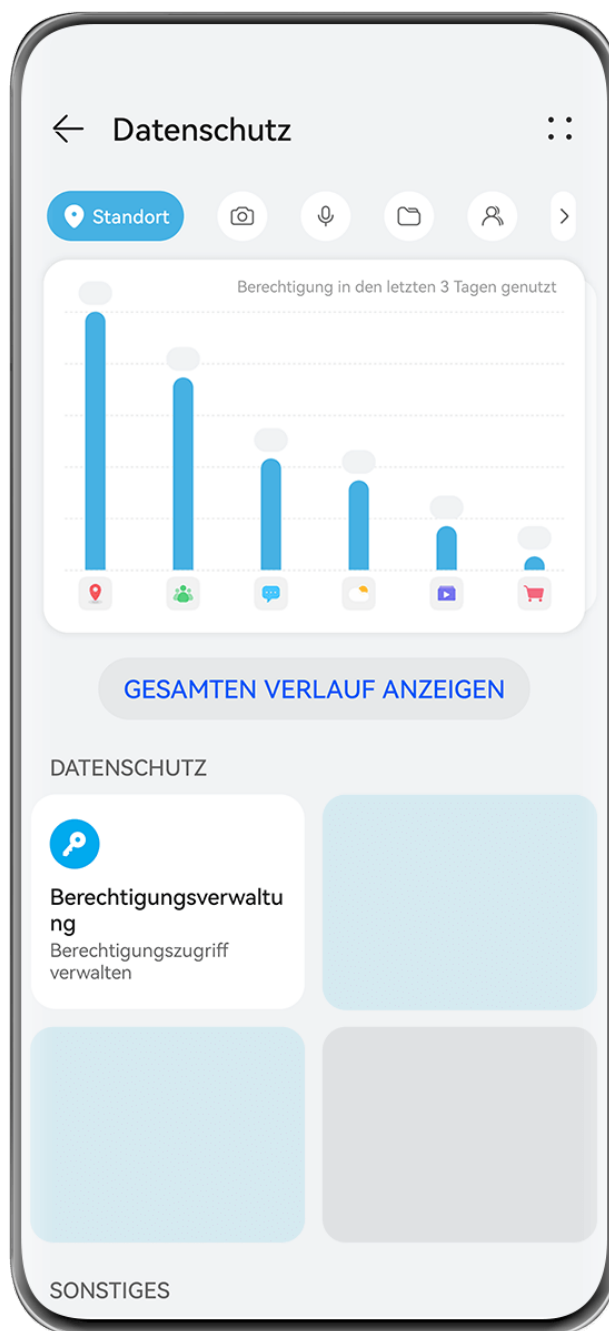 Datenschutz
Standort
Berechtigung in den letzten 3 Tagen genutzt
GESAMTEN VERLAUF ANZEIGEN
DATENSCHUTZ
Berechtigungsverwaltu
ng
Berechtigungszugriff
verwalten
SONSTIGES